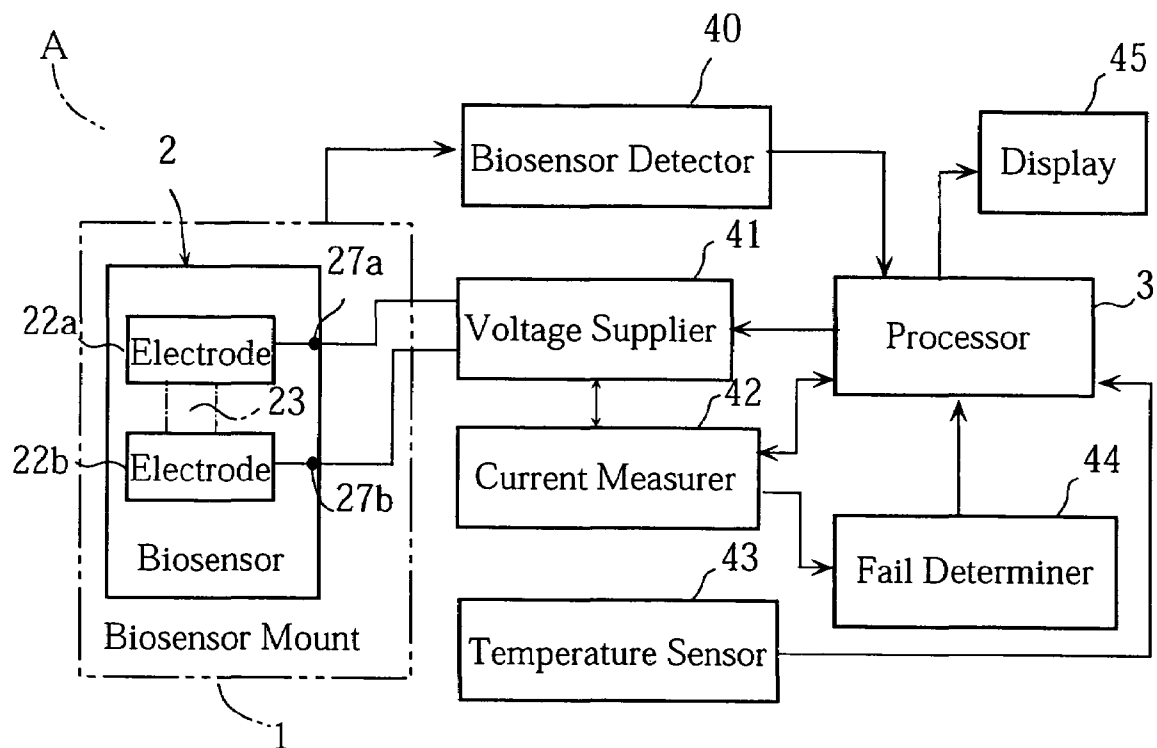 A
40
45
2
Biosensor Detector
Display
27a
41
3
22a
Electrode
Voltage Supplier
Processor
23
42
22b
Electrode
27b
Current Measurer
44
Biosensor
43
Fail Determiner
Biosensor Mount
Temperature Sensor
1